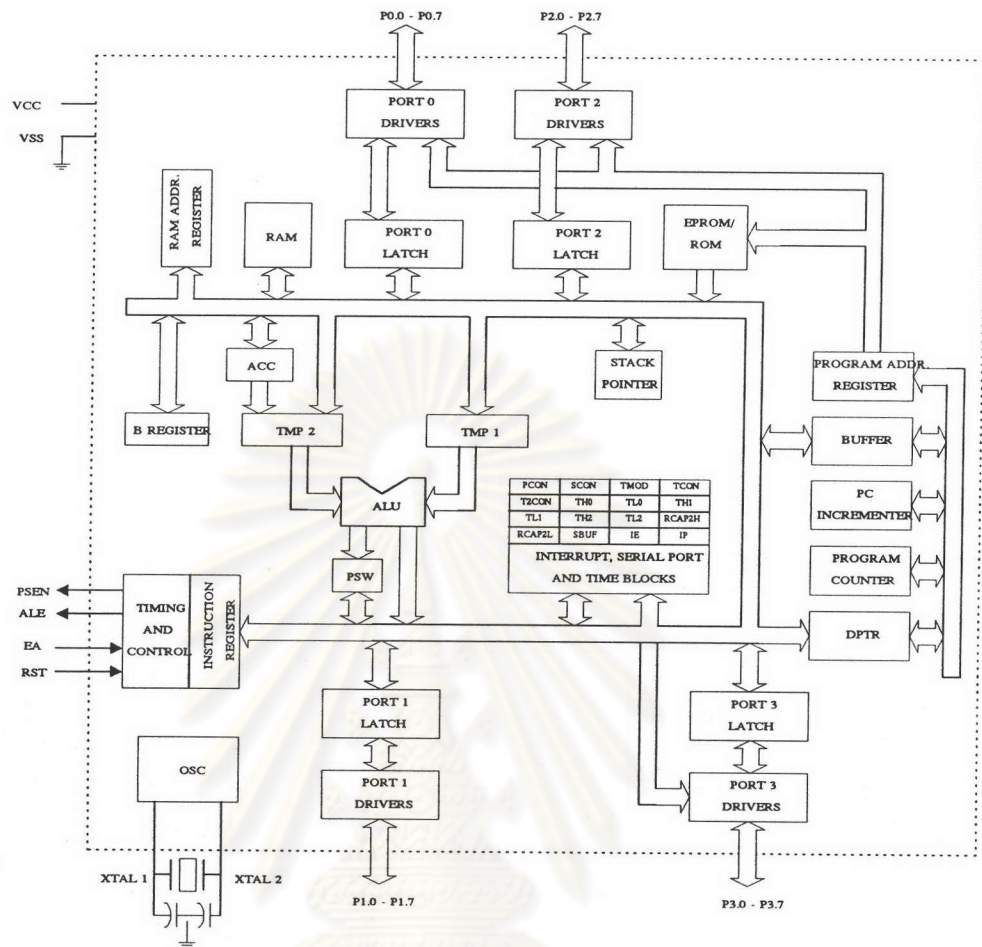 P0.0 - P0.7
P2.0 - P2.7
VCC
VSS
PORT 0
DRIVERS
PORT 2
DRIVERS
RAM ADDR.
REGISTER
RAM
PORT 0
LATCH
PORT 2
LATCH
EPROM/
ROM
ACC
STACK
POINTER
PROGRAM ADDR.
REGISTER
B REGISTER
TMP 2
TMP 1
BUFFER
ALU
PCON SCON TMOD TCON
T2CON TH0 TL0 TH1
TL1 TH2 TL2 RCAP2H
RCAP2L SBUF IE IP
INTERRUPT, SERIAL PORT
AND TIME BLOCKS
PC
INCREMENTER
PSW
PROGRAM
COUNTER
PSEN
ALE
EA
RST
TIMING
AND
CONTROL
INSTRUCTION
REGISTER
DPTR
PORT 1
LATCH
PORT 3
LATCH
OSC
PORT 1
DRIVERS
PORT 3
DRIVERS
XTAL 1
XTAL 2
P1.0 - P1.7
P3.0 - P3.7